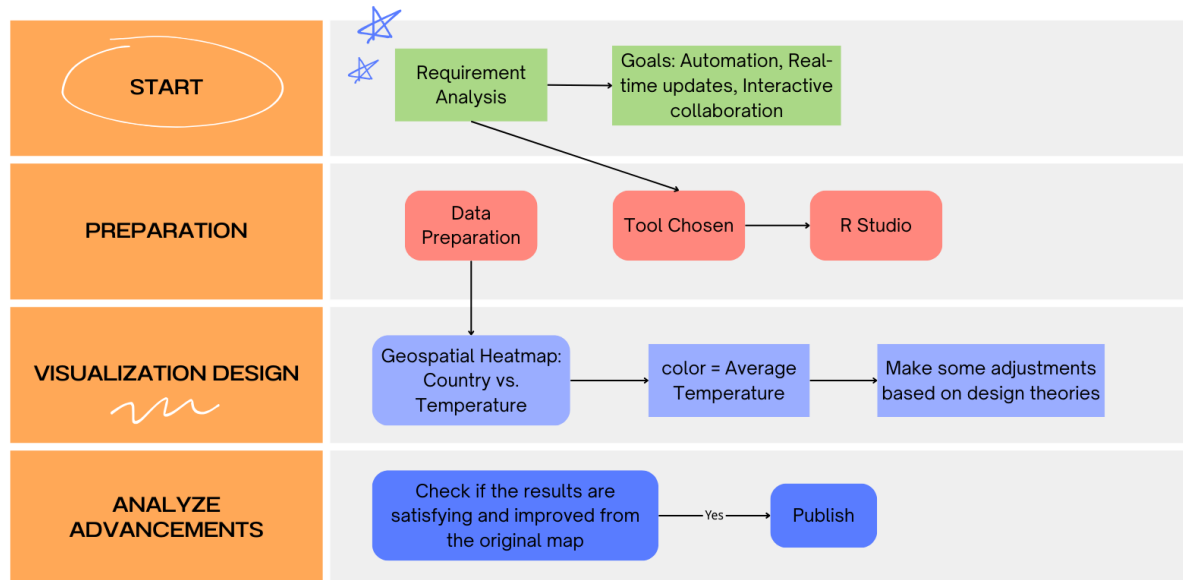 START
Requirement
Analysis
Goals: Automation, Real-
time updates, Interactive
collaboration
PREPARATION
Data
Preparation
Tool Chosen
R Studio
VISUALIZATION DESIGN
Geospatial Heatmap:
Country vs.
Temperature
color = Average
Temperature
Make some adjustments
based on design theories
ANALYZE
ADVANCEMENTS
Check if the results are
satisfying and improved from
the original map
Yes
Publish